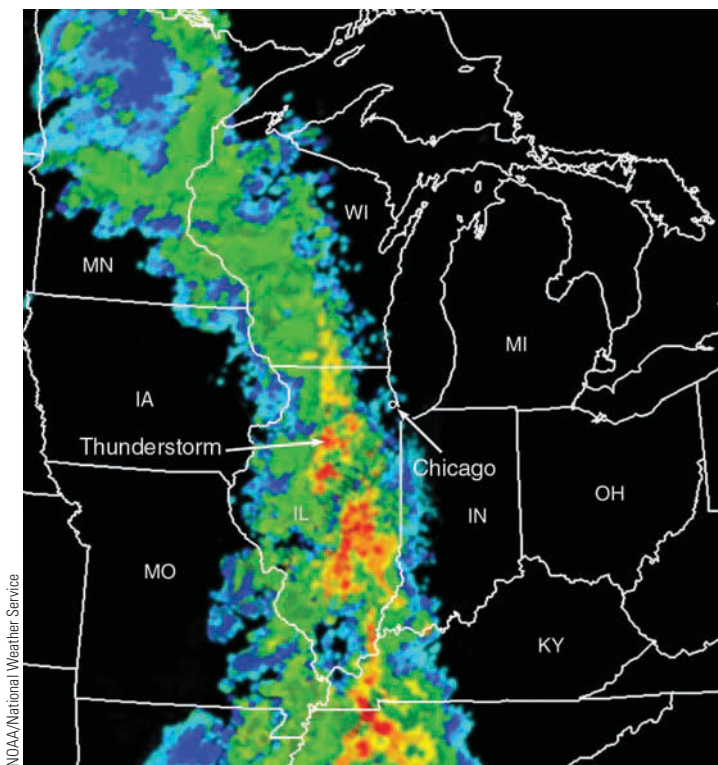 WI
MN
MI
IA
Thunderstorm
Chicago
OH
IL
IN
MO
KY
NOAA/National Weather Service